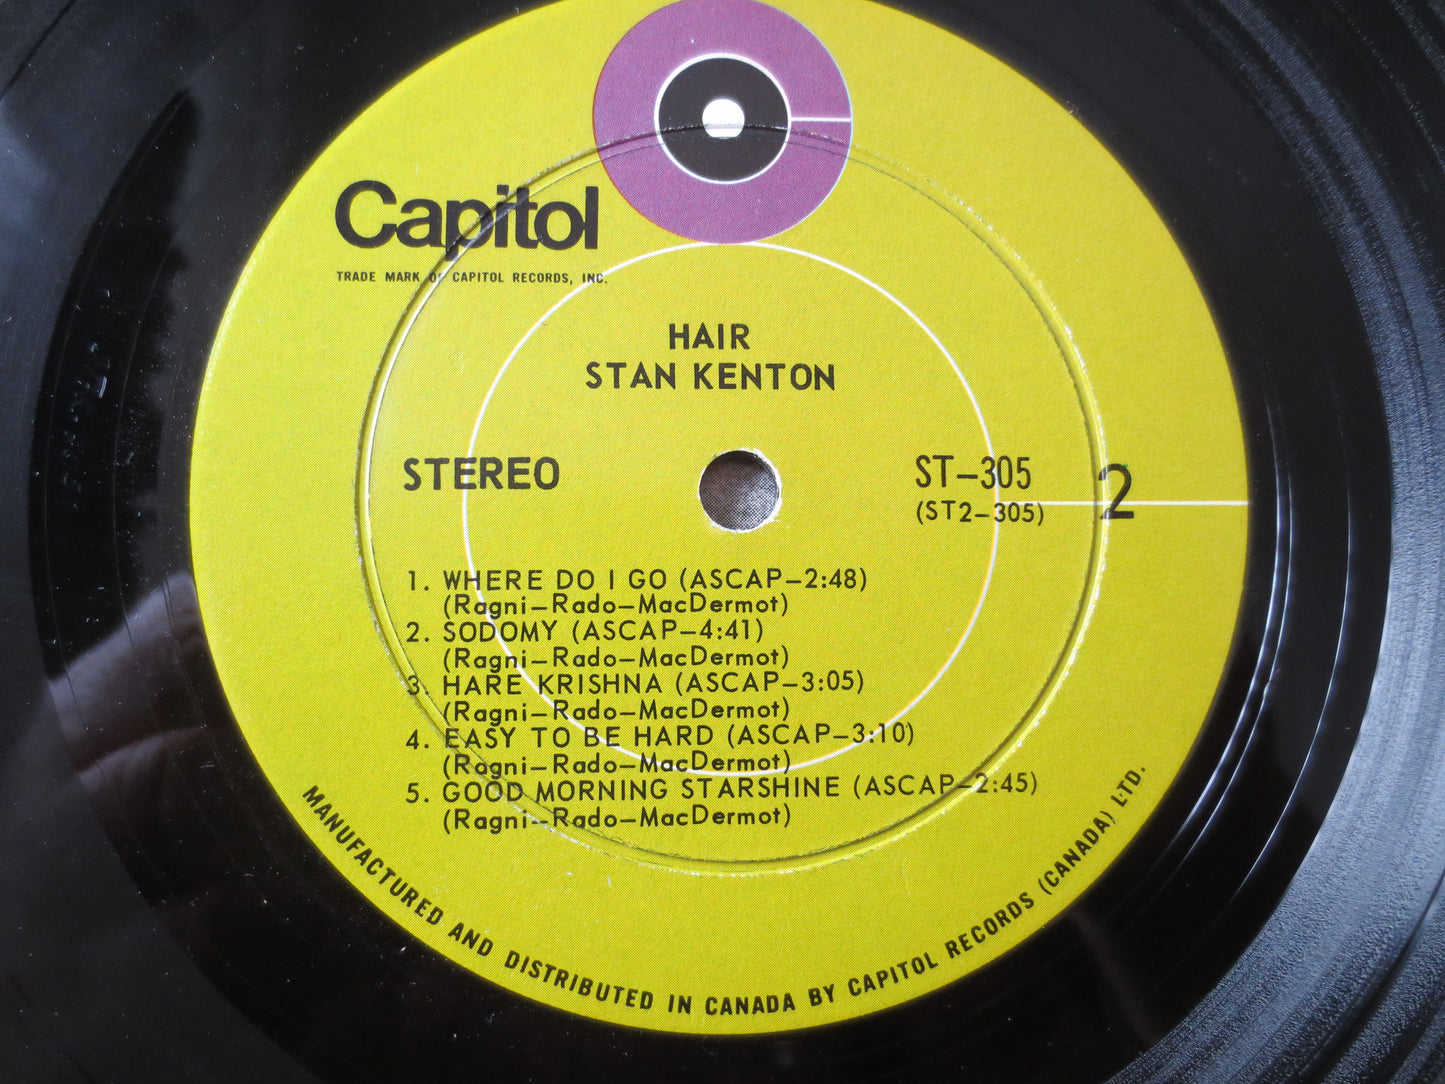 Capitol
TRADE MARK OF CAPITOL RECORDS, INC.
HAIR
STAN KENTON
STEREO
ST-305
(ST2-305)
2
1. WHERE DO I GO (ASCAP-2:48)
(Ragni-Rado-MacDermot)
2. SODOMY (ASCAP-4:41)
(Ragni-Rado-MacDermot)
3. HARE KRISHNA (ASCAP-3:05)
(Ragni-Rado-MacDermot)
4. EASY TO BE HARD (ASCAP-3:10)
(Ragni-Rado-MacDermot)
5. GOOD MORNING STARSHINE (ASCAP-2:45)
(Ragni-Rado-MacDermot)
MANUFACTURED AND DISTRIBUTED IN CANADA BY CAPITOL RECORDS (CANADA) LTD.